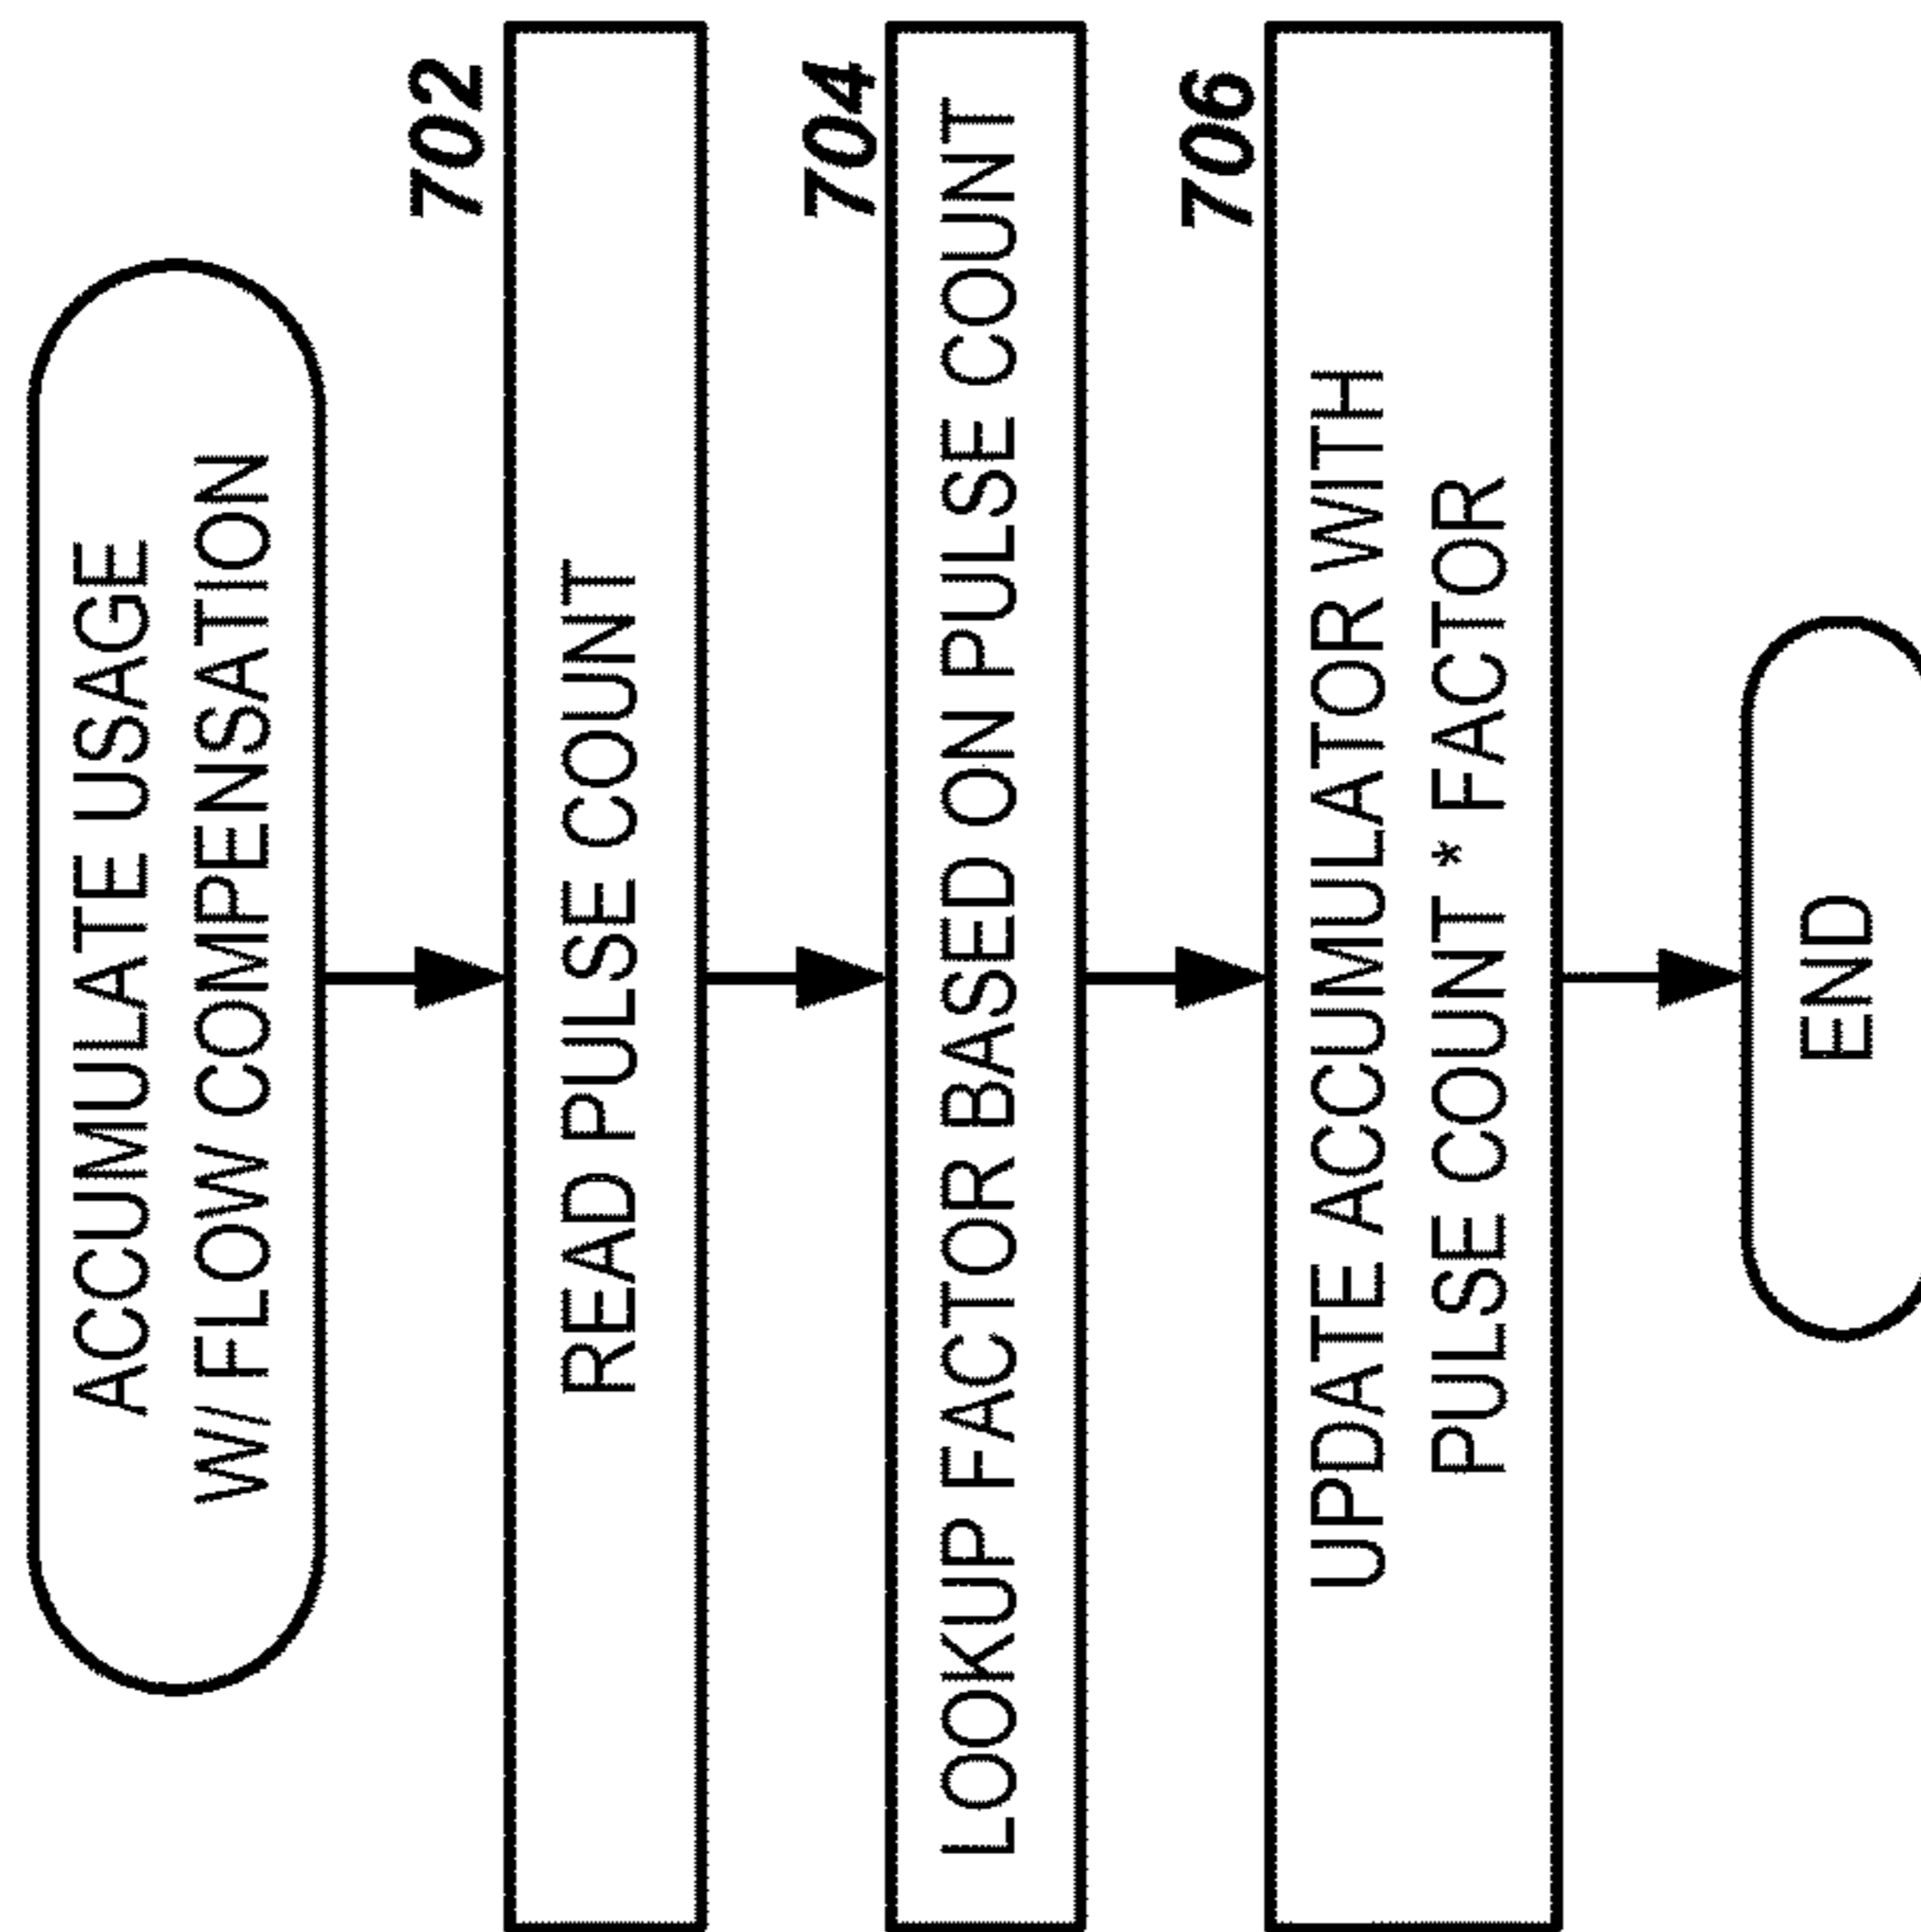 ACCUMULATE USAGE
W/ FLOW COMPENSATION
702
READ PULSE COUNT
704
LOOKUP FACTOR BASED ON PULSE COUNT
706
UPDATE ACCUMULATOR WITH
PULSE COUNT * FACTOR
END